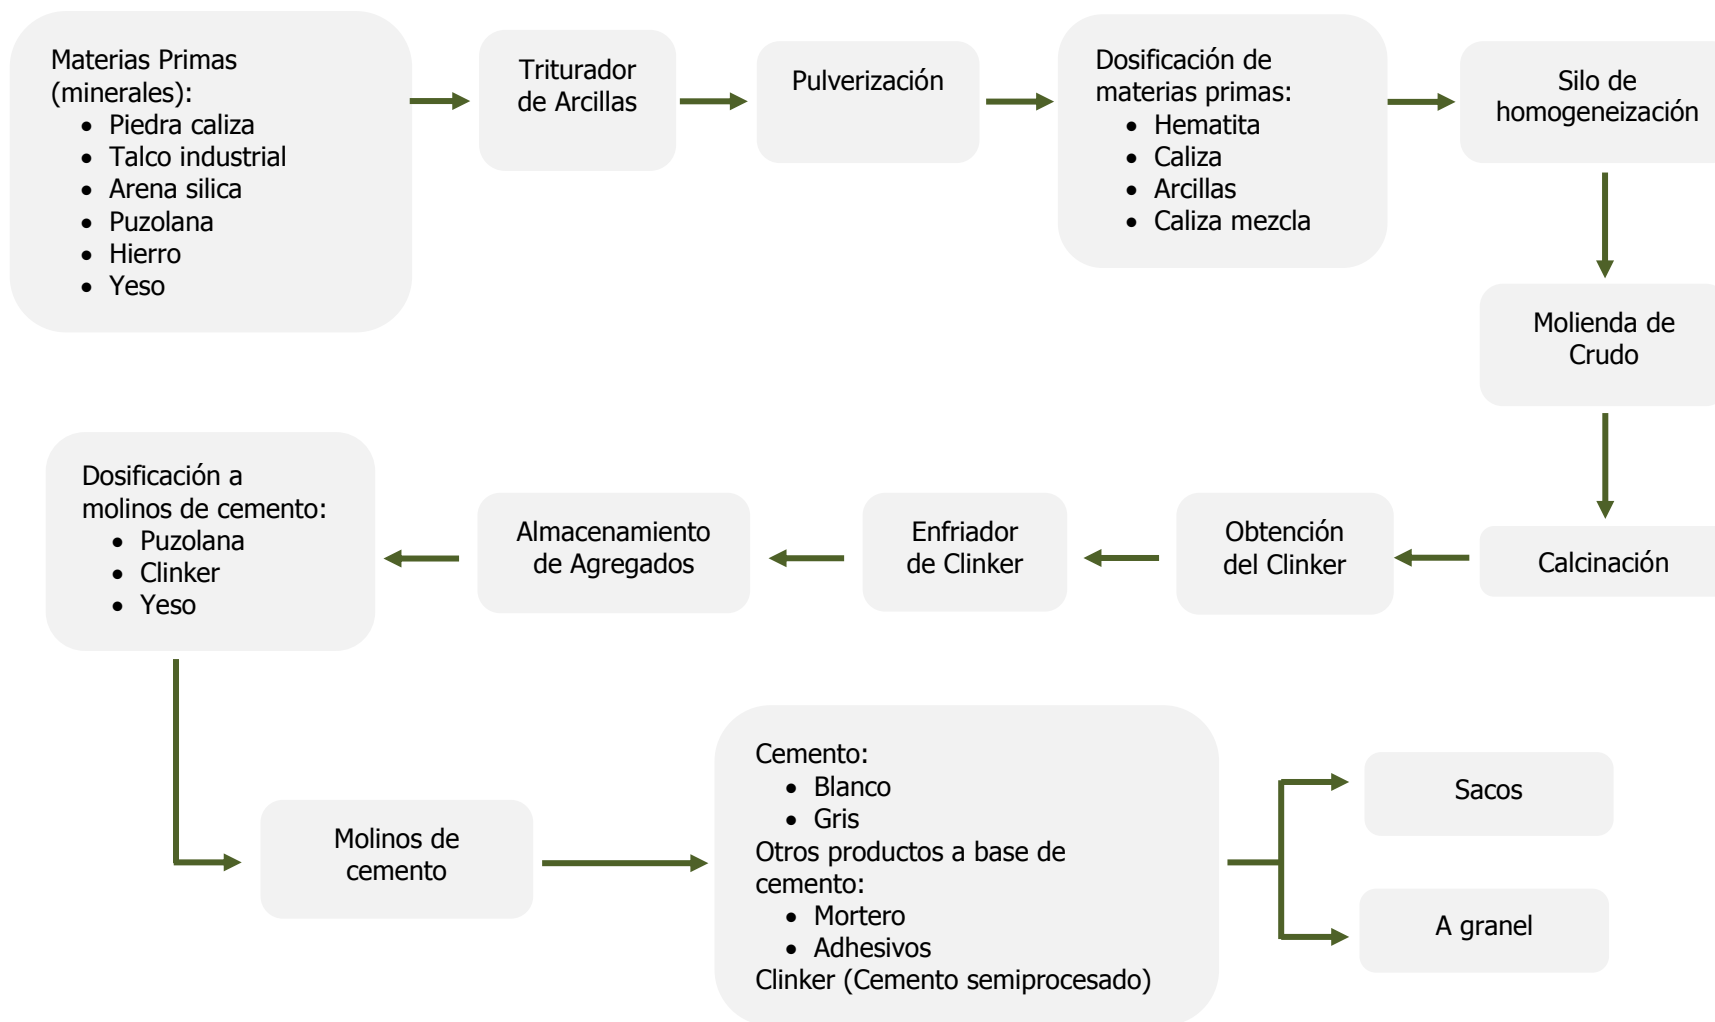 Materias Primas
(minerales):
• Piedra caliza
• Talco industrial
• Arena silica
• Puzolana
• Hierro
• Yeso
Triturador
de Arcillas
Pulverización
Dosificación de
materias primas:
• Hematita
• Caliza
• Arcillas
• Caliza mezcla
Silo de
homogeneización
Molienda de
Crudo
Calcinación
Obtención
del Clinker
Enfriador
de Clinker
Almacenamiento
de Agregados
Dosificación a
molinos de cemento:
• Puzolana
• Clinker
• Yeso
Molinos de
cemento
Cemento:
• Blanco
• Gris
Otros productos a base de
cemento:
• Mortero
• Adhesivos
Clinker (Cemento semiprocesado)
Sacos
A granel